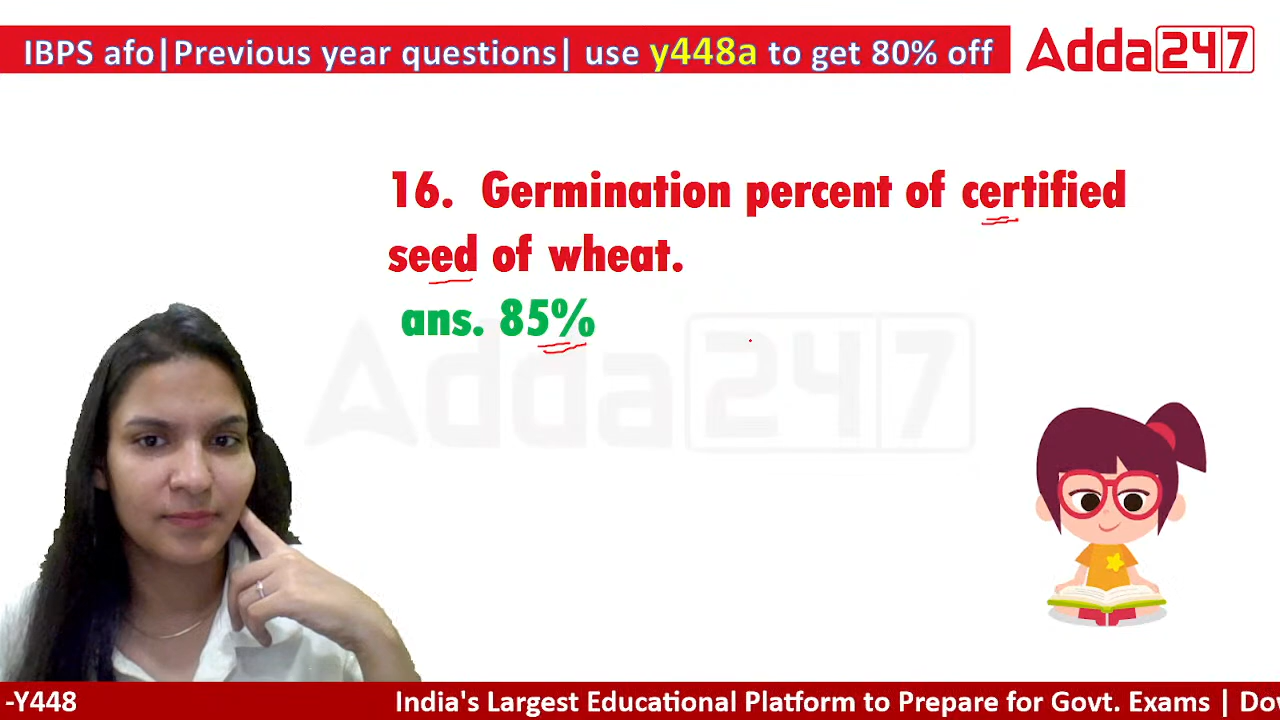 IBPS afo|Previous year questions| use y448a to get 80% off
Adda247
16. Germination percent of certified
seed of wheat.
ans. 85%
Adda247
-Y448 India's Largest Educational Platform to Prepare for Govt. Exams |